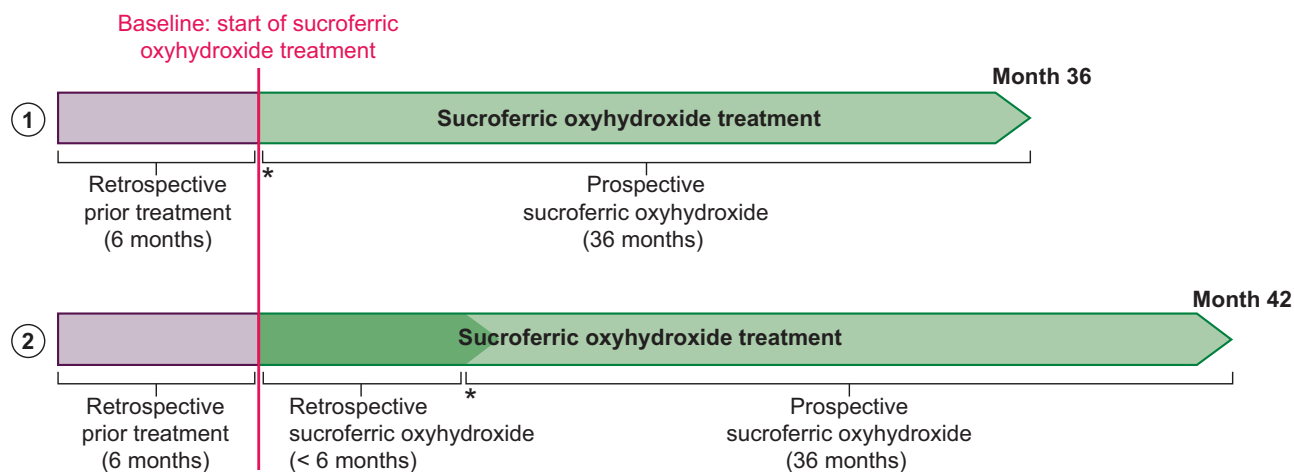 Baseline: start of sucroferric
oxyhydroxide treatment
Month 36
1
Sucroferric oxyhydroxide treatment
*
Retrospective
prior treatment
(6 months)
Prospective
sucroferric oxyhydroxide
(36 months)
Month 42
2
Sucroferric oxyhydroxide treatment
*
Retrospective
prior treatment
(6 months)
Retrospective
sucroferric oxyhydroxide
(< 6 months)
Prospective
sucroferric oxyhydroxide
(36 months)